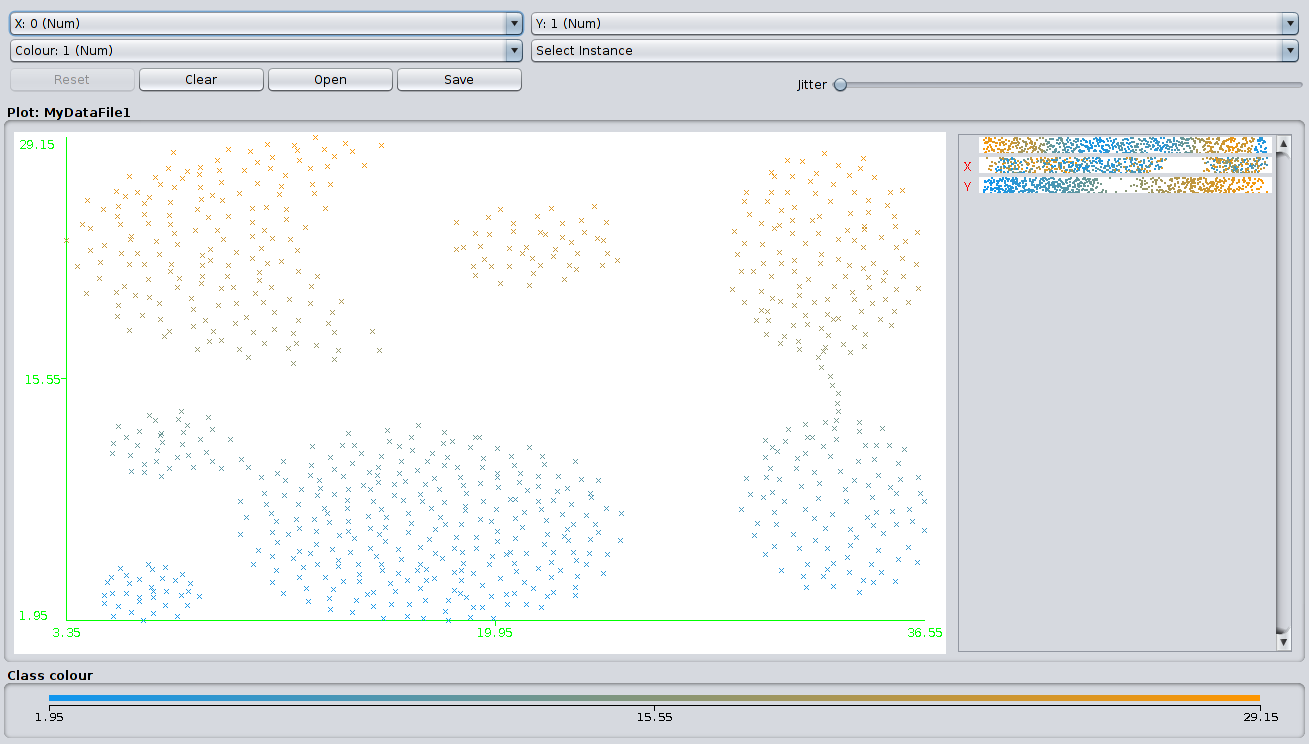 X: 0 (Num)
Y: 1 (Num)
Colour: 1 (Num)
Select Instance
Reset
Clear
Open
Save
Jitter
Plot: MyDataFile1
29.15
15.55
1.95
3.35
19.95
36.55
X
Y
Class colour
1.95
15.55
29.15